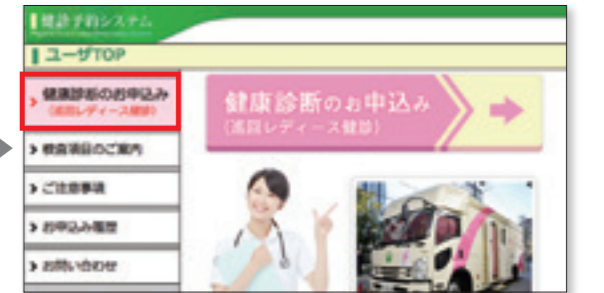 健診予約システム
ユーザTOP
健康診断のお申込み
(巡回レディース健診)
検査項目のご案内
ご注意事項
お申込み履歴
お問い合わせ
健康診断のお申込み
(巡回レディース健診)